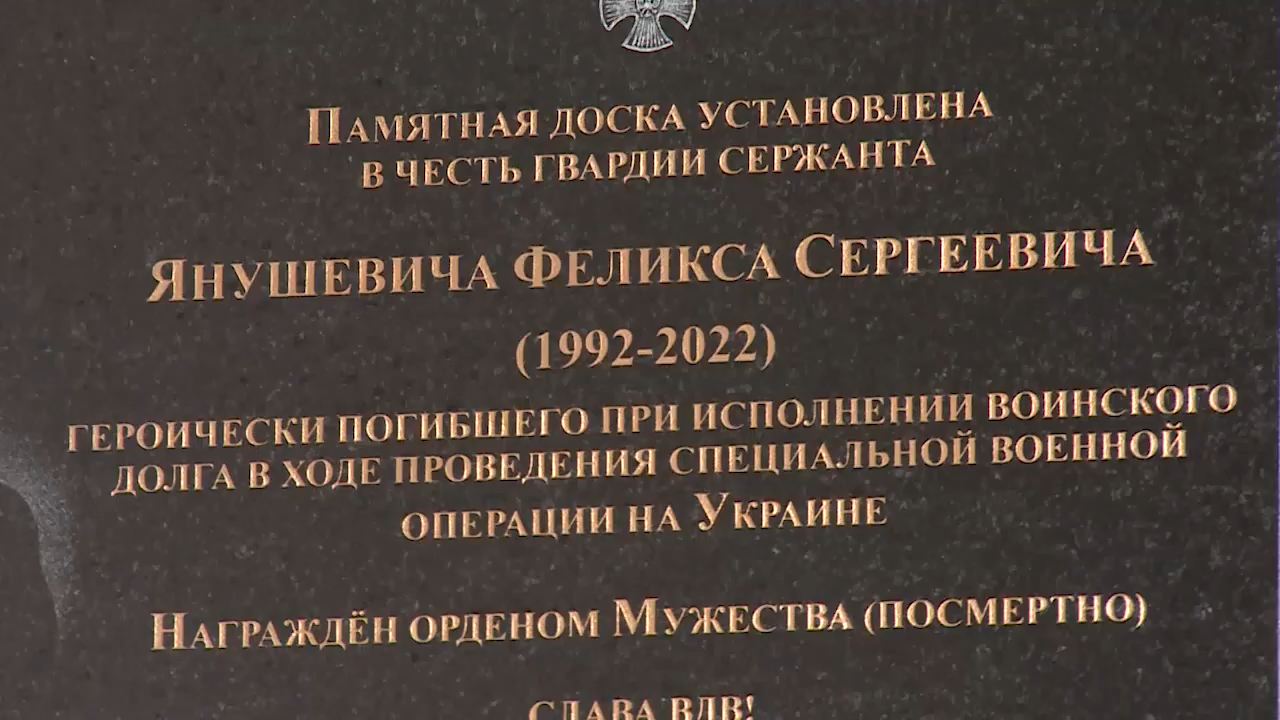 Памятная доска установлена
в честь гвардии сержанта
Янушевича Феликса Сергеевича
(1992-2022)
героически погибшего при исполнении воинского
долга в ходе проведения специальной военной
операции на Украине
Награждён орденом Мужества (посмертно)
слава ВДВ!